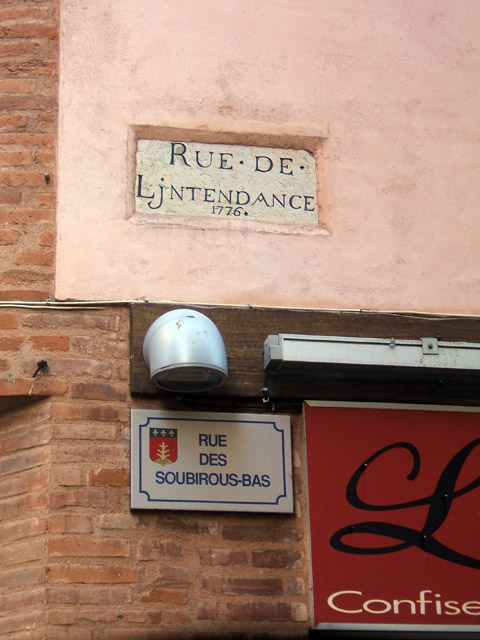 RUE·DE·
LjNTENDANCE
1776.
RUE
DES
SOUBIROUS-BAS
L
Confise